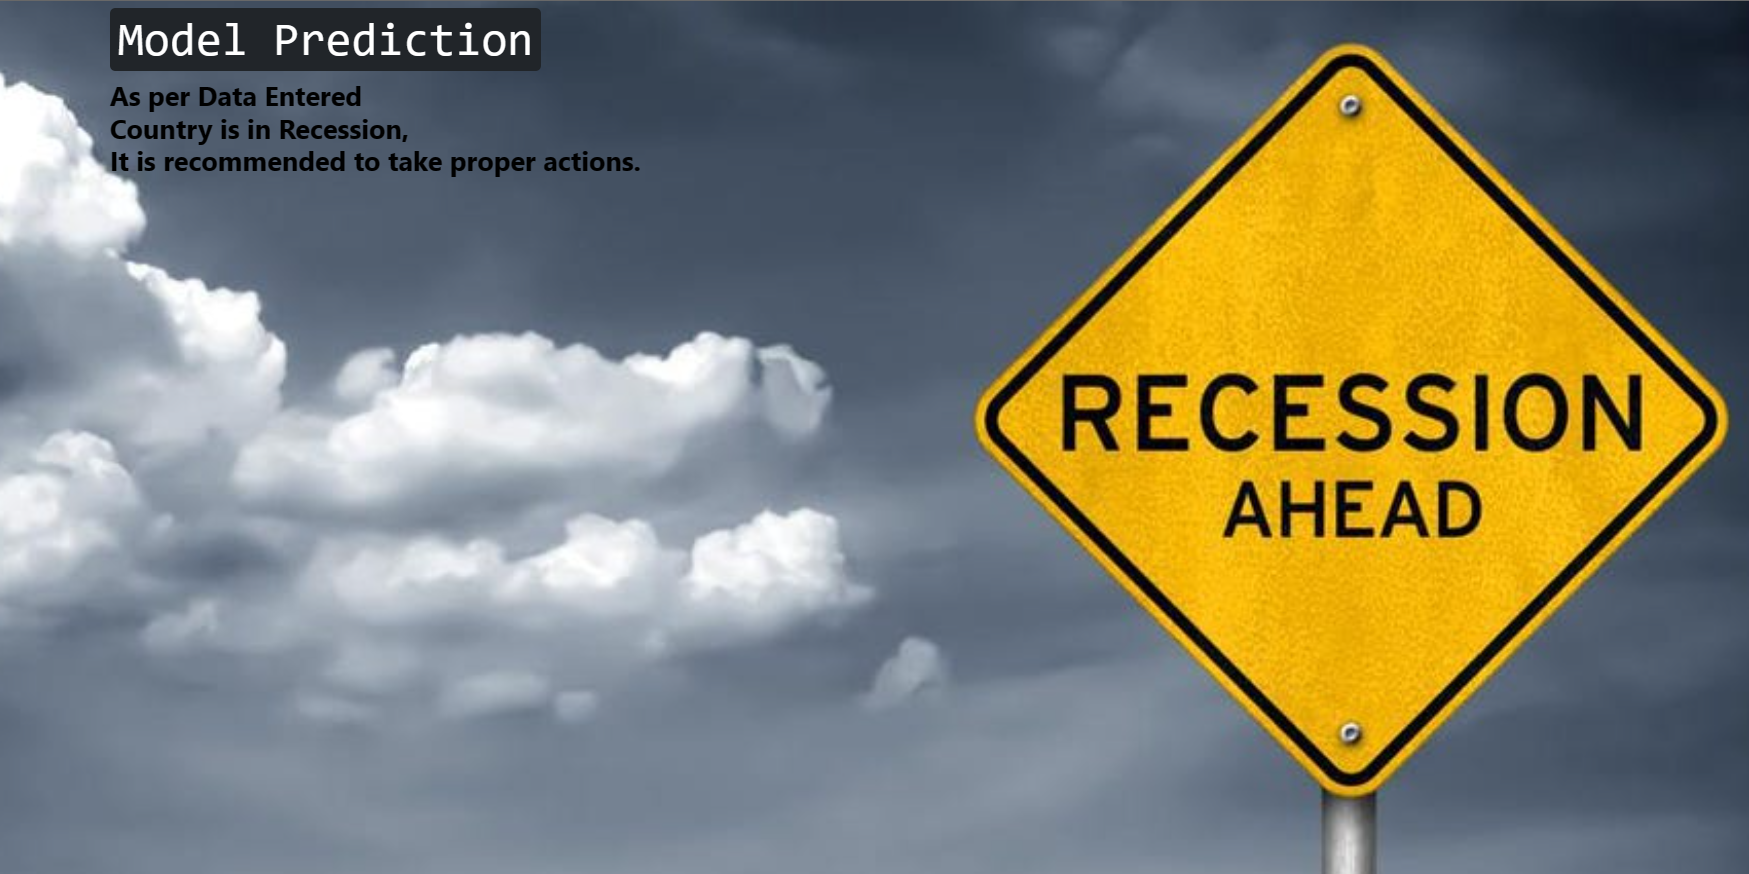 Model Prediction
As per Data Entered
Country is in Recession,
It is recommended to take proper actions.
RECESSION
AHEAD